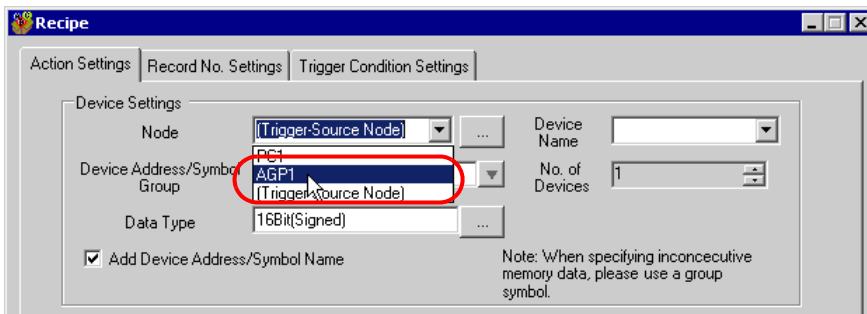 Recipe
Action Settings Record No. Settings Trigger Condition Settings
Device Settings
Node (Trigger-Source Node) ... Device Name
PC1
Device Address/Symbol Group AGP1 No. of Devices 1
(Trigger-Source Node)
Data Type 16Bit(Signed) ...
Add Device Address/Symbol Name
Note: When specifying inconcecutive
memory data, please use a group
symbol.